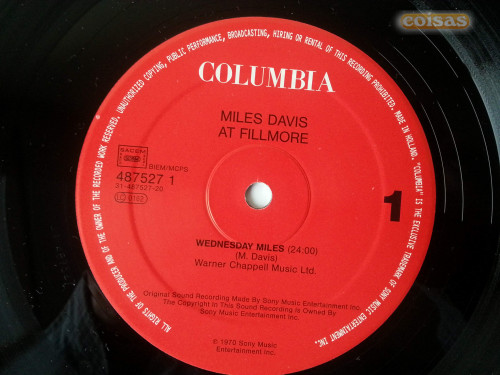 coisas
COLUMBIA
MILES DAVIS
AT FILLMORE
SACEM
BIEM/MCPS
487527 1
31-487527-20
1
WEDNESDAY MILES (24:00)
(M. Davis)
Warner Chappell Music Ltd.
Original Sound Recording Made By Sony Music Entertainment Inc.
The Copyright in This Sound Recording is Owned By
Sony Music Entertainment Inc.
℗ 1970 Sony Music
Entertainment Inc.
ALL RIGHTS OF THE PRODUCER AND OF THE OWNER OF THE RECORDED WORK RESERVED. UNAUTHORIZED COPYING, PUBLIC PERFORMANCE, BROADCASTING, HIRING OR RENTAL OF THIS RECORDING PROHIBITED. MADE IN HOLLAND. "COLUMBIA" IS THE EXCLUSIVE TRADEMARK OF SONY MUSIC ENTERTAINMENT, INC.